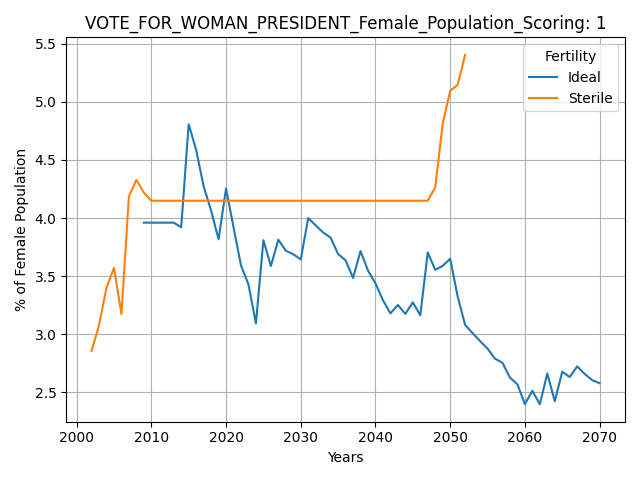 VOTE_FOR_WOMAN_PRESIDENT_Female_Population_Scoring: 1
Fertility
Ideal
Sterile
% of Female Population
5.5
5.0
4.5
4.0
3.5
3.0
2.5
2000 2010 2020 2030 2040 2050 2060 2070
Years